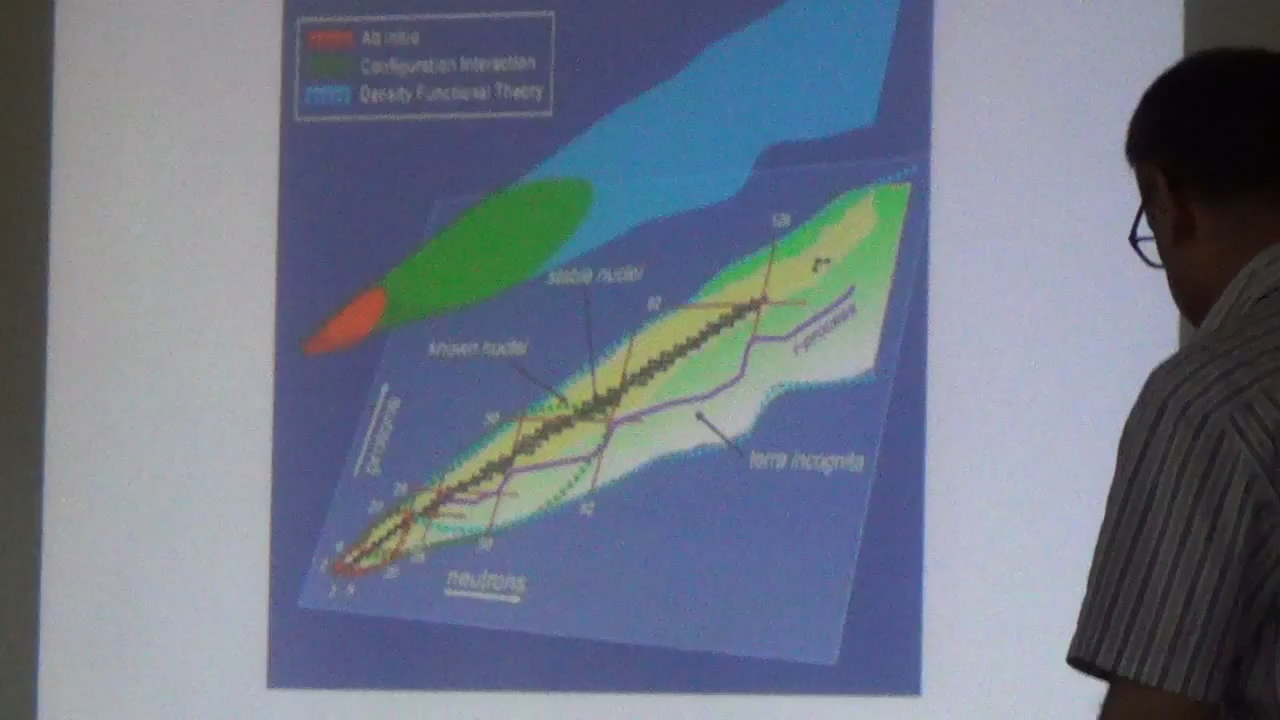 Ab initio
Configuration Interaction
Density Functional Theory
126
stable nuclei
82
known nuclei
r-process
50
protons
terra incognita
28
20
82
50
8
28
20
neutrons
2
8